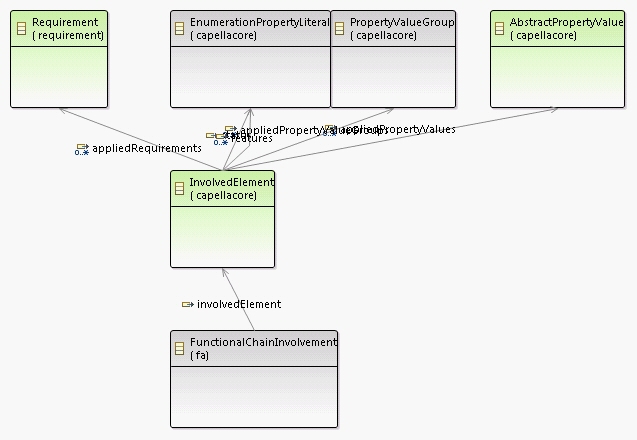 Requirement
( requirement)
EnumerationPropertyLiteral
( capellacore)
PropertyValueGroup
( capellacore)
AbstractPropertyValue
( capellacore)
0..*
appliedRequirements
0..*
features
0..*
appliedPropertyValueGroups
appliedPropertyValues
InvolvedElement
( capellacore)
involvedElement
FunctionalChainInvolvement
( fa)